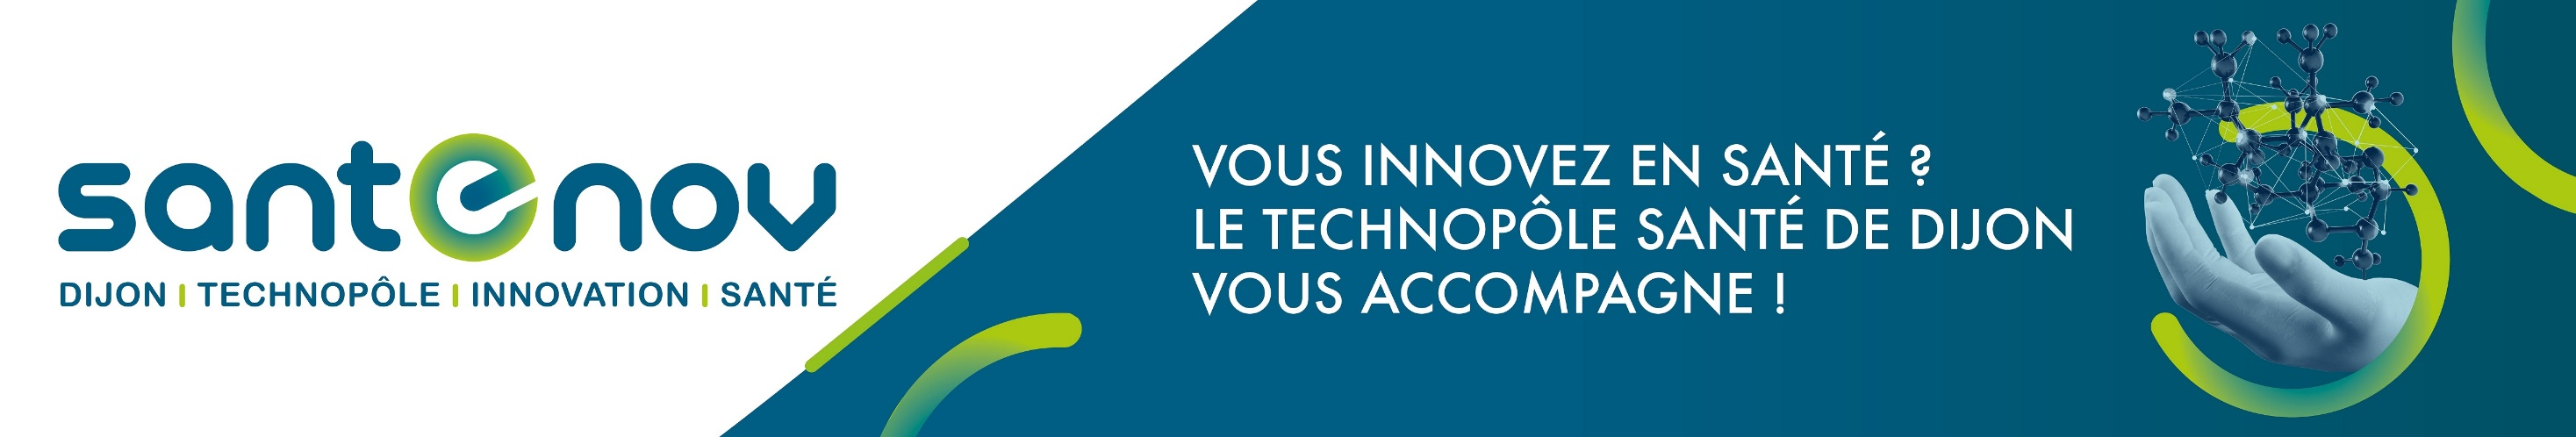 santenov
DIJON | TECHNOPÔLE | INNOVATION | SANTÉ
VOUS INNOVEZ EN SANTÉ ?
LE TECHNOPÔLE SANTÉ DE DIJON
VOUS ACCOMPAGNE !